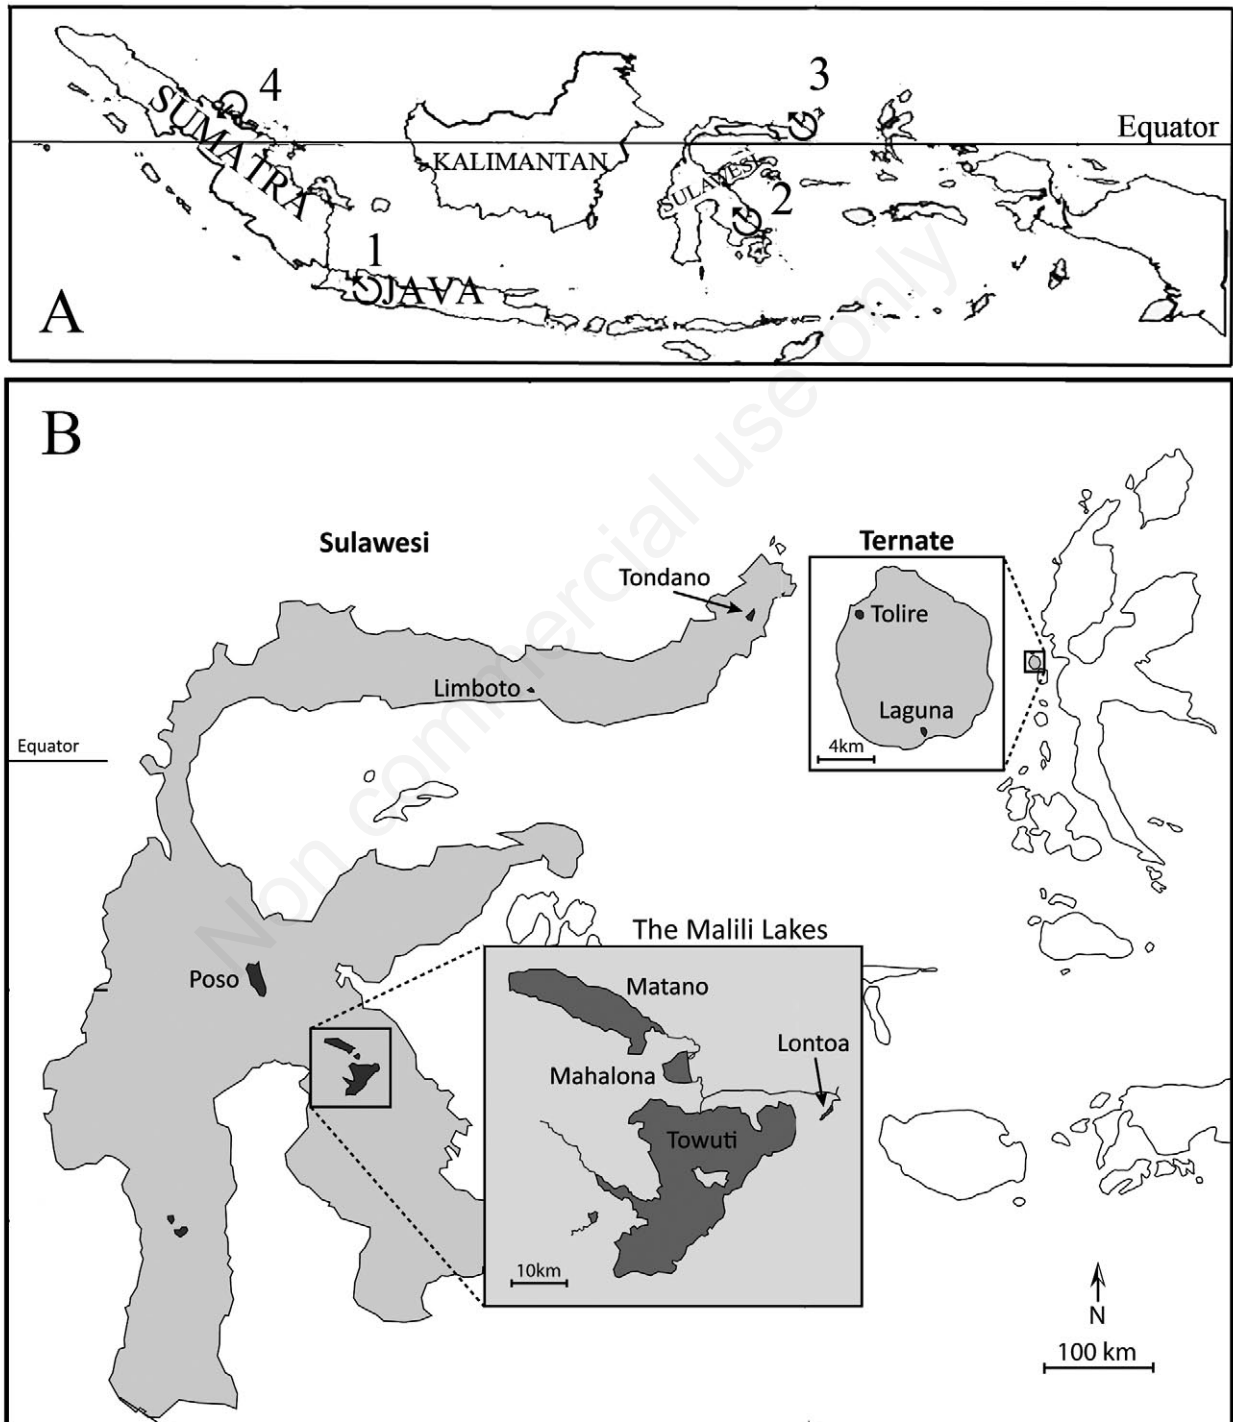 4
3
SUMATRA
Equator
KALIMANTAN
SULAWESI
2
1
JAVA
A
B
Sulawesi
Ternate
Tondano
Tolire
Limboto
Laguna
4km
Equator
The Malili Lakes
Poso
Matano
Lontoa
Mahalona
Towuti
10km
N
100 km
Non commercial use only